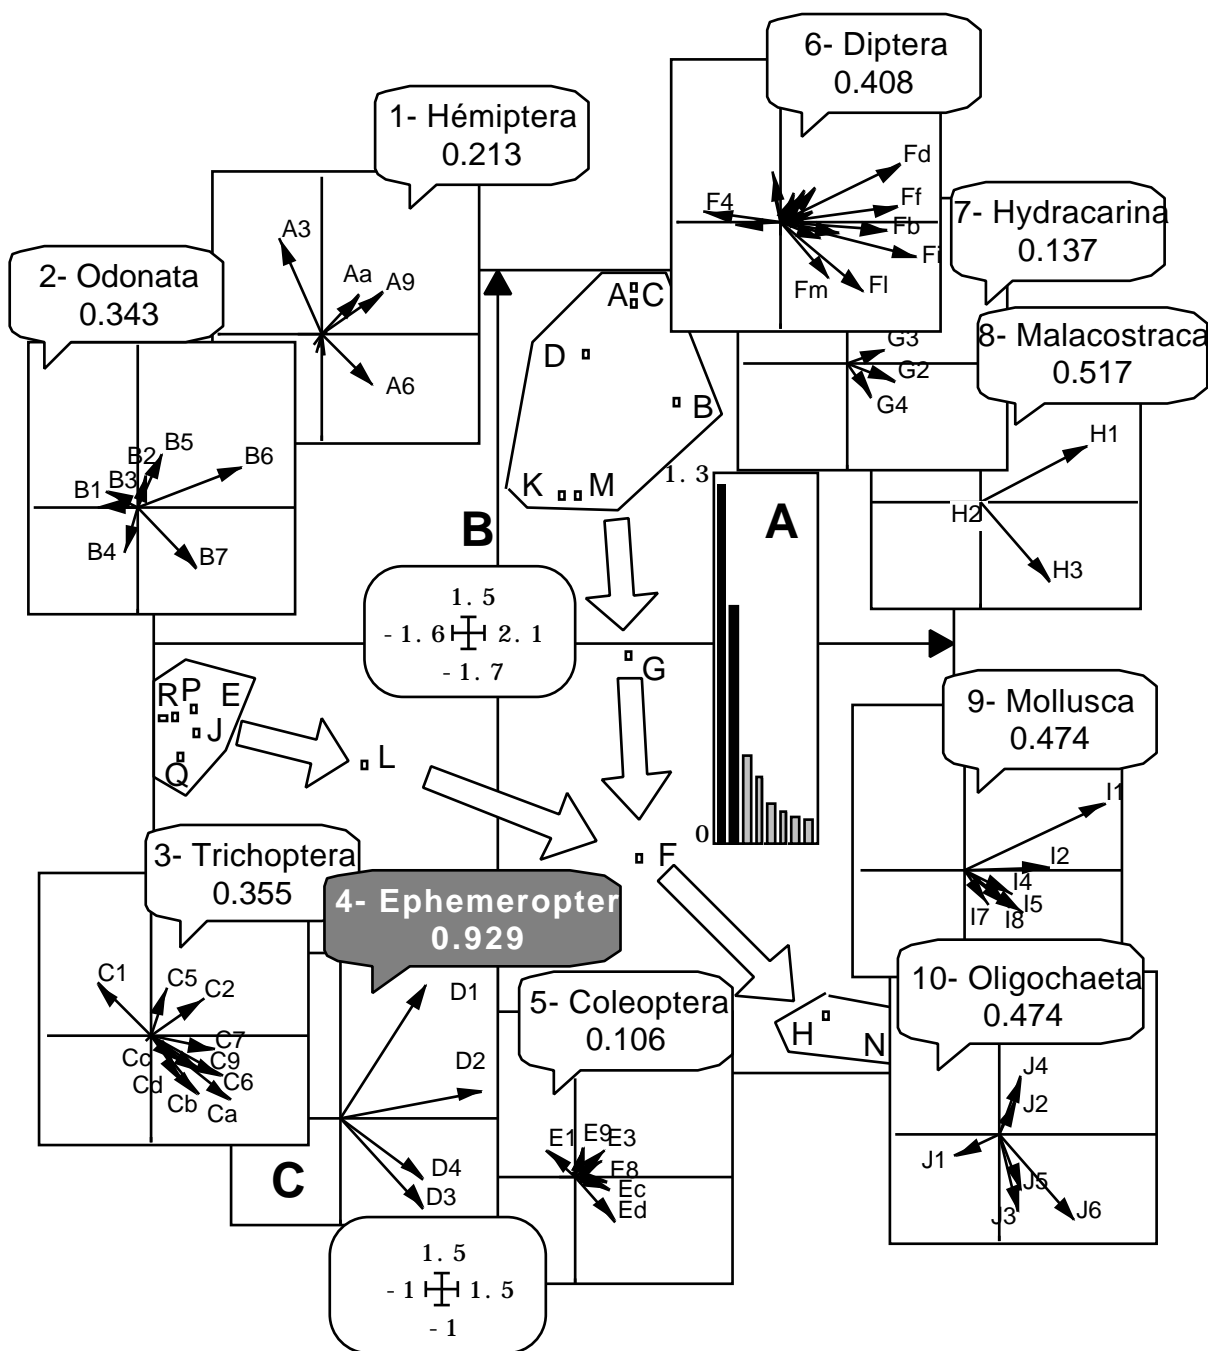 6- Diptera
0.408
1- Hémiptera
0.213
Fd
Ff
F4
Fb
Fi
Fm
Fl
7- Hydracarina
0.137
A3
Aa
A9
A6
2- Odonata
0.343
A C
D
B
K M
8- Malacostraca
0.517
G3
G2
G4
B5
B2
B6
B3
B1
B4
B7
H1
H2
H3
1.3
A
0
B
1.5
-1.6 2.1
-1.7
G
R P E
J
Q
L
F
9- Mollusca
0.474
I1
I2
I4
I5
I7 I8
3- Trichoptera
0.355
4- Ephemeropter
0.929
C1
C5
C2
C7
Cc
C9
Cd
C6
Cb
Ca
D1
D2
D4
D3
C
5- Coleoptera
0.106
E1
E9
E3
E8
Ec
Ed
H
N
10- Oligochaeta
0.474
J4
J2
J1
J5
J3
J6
1.5
-1 1.5
-1